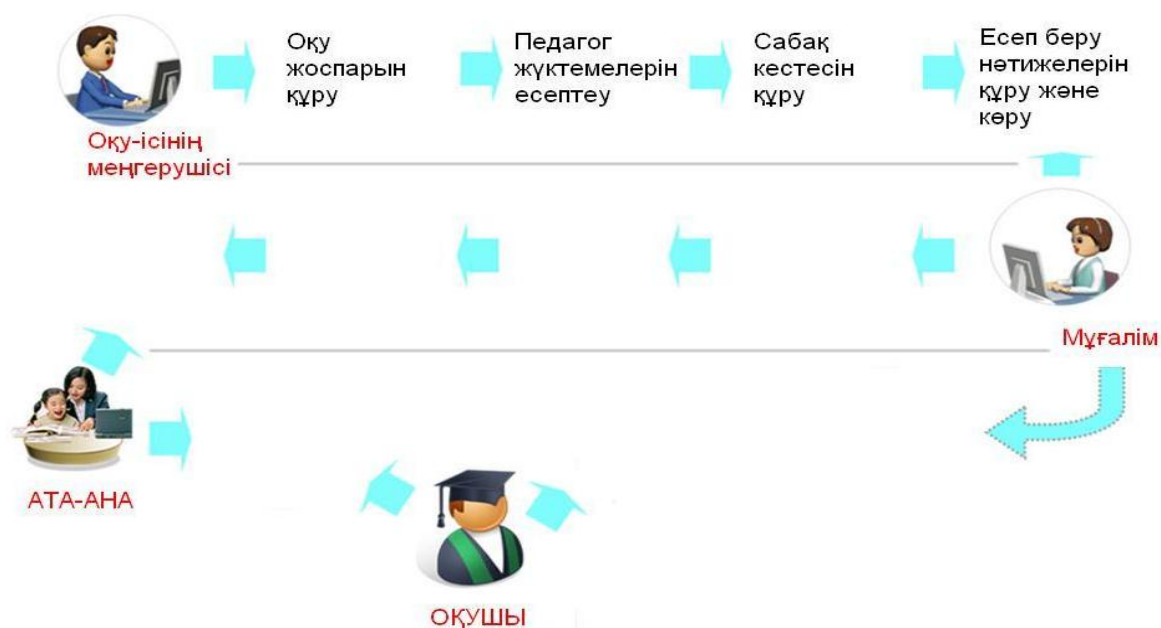 Оқу
жоспарын
құру
Педагог
жүктемелерін
есептеу
Сабақ
кестесін
құру
Есеп беру
нәтижелерін
құру және
көру
Оқу-ісінің
меңгерушісі
Мұғалім
АТА-АНА
ОҚУШЫ